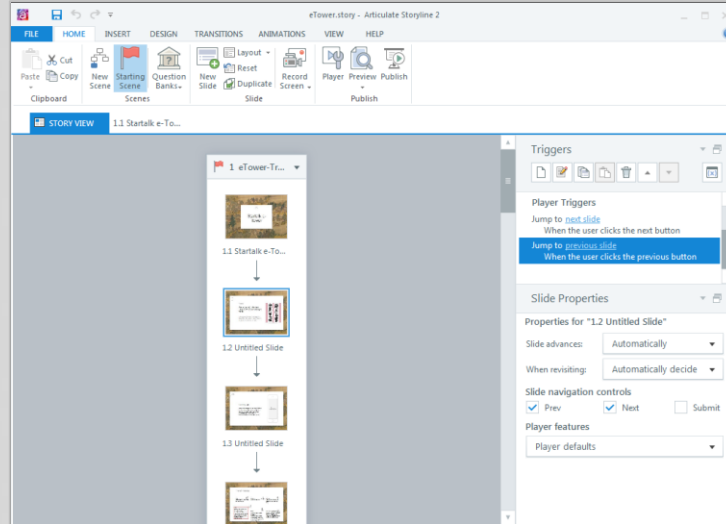 eTower.story - Articulate Storyline 2
FILE HOME INSERT DESIGN TRANSITIONS ANIMATIONS VIEW HELP
Paste
Cut
Copy
Clipboard
New Scene
Starting Scene
Question Banks
Scenes
New Slide
Layout
Reset
Duplicate
Record Screen
Slide
Player
Preview
Publish
Publish
STORY VIEW 1.1 Startalk e-To...
1 eTower-Tr...
1.1 Startalk e-To...
1.2 Untitled Slide
1.3 Untitled Slide
Triggers
Player Triggers
Jump to next slide
When the user clicks the next button
Jump to previous slide
When the user clicks the previous button
Slide Properties
Properties for "1.2 Untitled Slide"
Slide advances: Automatically
When revisiting: Automatically decide
Slide navigation controls
Prev Next Submit
Player features
Player defaults